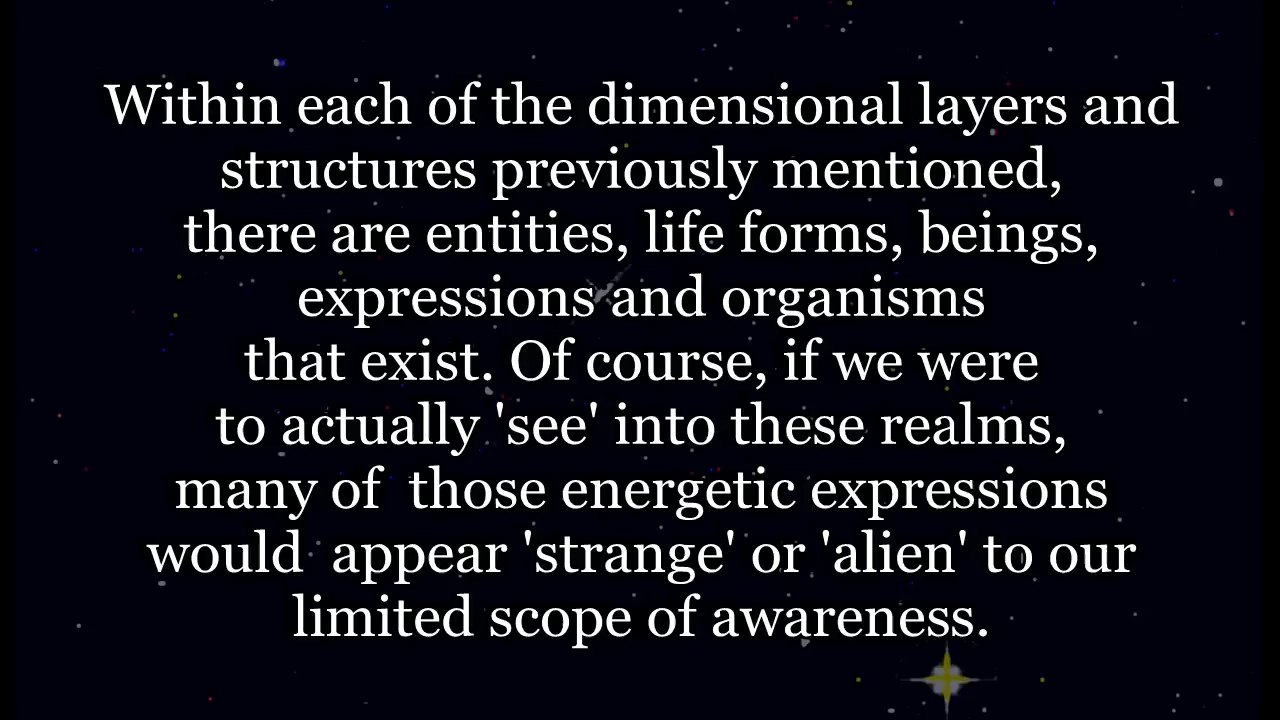 Within each of the dimensional layers and
structures previously mentioned,
there are entities, life forms, beings,
expressions and organisms
that exist. Of course, if we were
to actually 'see' into these realms,
many of  those energetic expressions
would  appear 'strange' or 'alien' to our
limited scope of awareness.